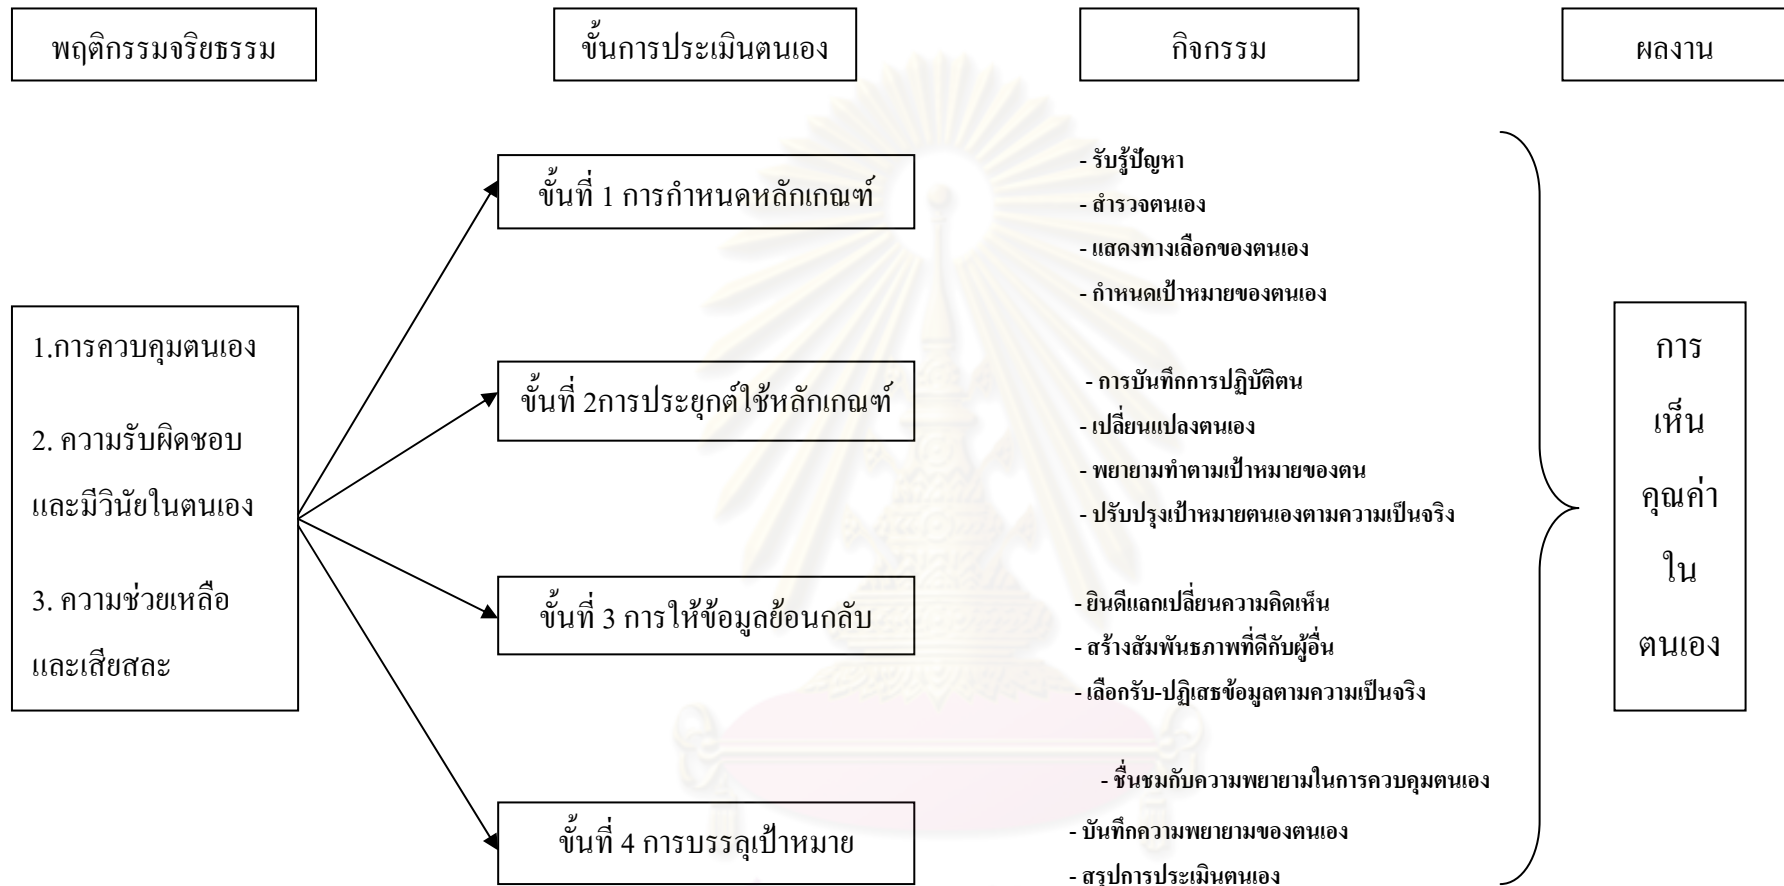 พฤติกรรมจริยธรรม
ขั้นการประเมินตนเอง
กิจกรรม
ผลงาน
1.การควบคุมตนเอง
2. ความรับผิดชอบ
และมีวินัยในตนเอง
3. ความช่วยเหลือ
และเสียสละ
ขั้นที่ 1 การกำหนดหลักเกณฑ์
- รับรู้ปัญหา
- สำรวจตนเอง
- แสดงทางเลือกของตนเอง
- กำหนดเป้าหมายของตนเอง
ขั้นที่ 2การประยุกต์ใช้หลักเกณฑ์
- การบันทึกการปฏิบัติตน
- เปลี่ยนแปลงตนเอง
- พยายามทำตามเป้าหมายของตน
- ปรับปรุงเป้าหมายตนเองตามความเป็นจริง
ขั้นที่ 3 การให้ข้อมูลย้อนกลับ
- ยินดีแลกเปลี่ยนความคิดเห็น
- สร้างสัมพันธภาพที่ดีกับผู้อื่น
- เลือกรับ-ปฏิเสธข้อมูลตามความเป็นจริง
ขั้นที่ 4 การบรรลุเป้าหมาย
- ชื่นชมกับความพยายามในการควบคุมตนเอง
- บันทึกความพยายามของตนเอง
- สรุปการประเมินตนเอง
การ
เห็น
คุณค่า
ใน
ตนเอง